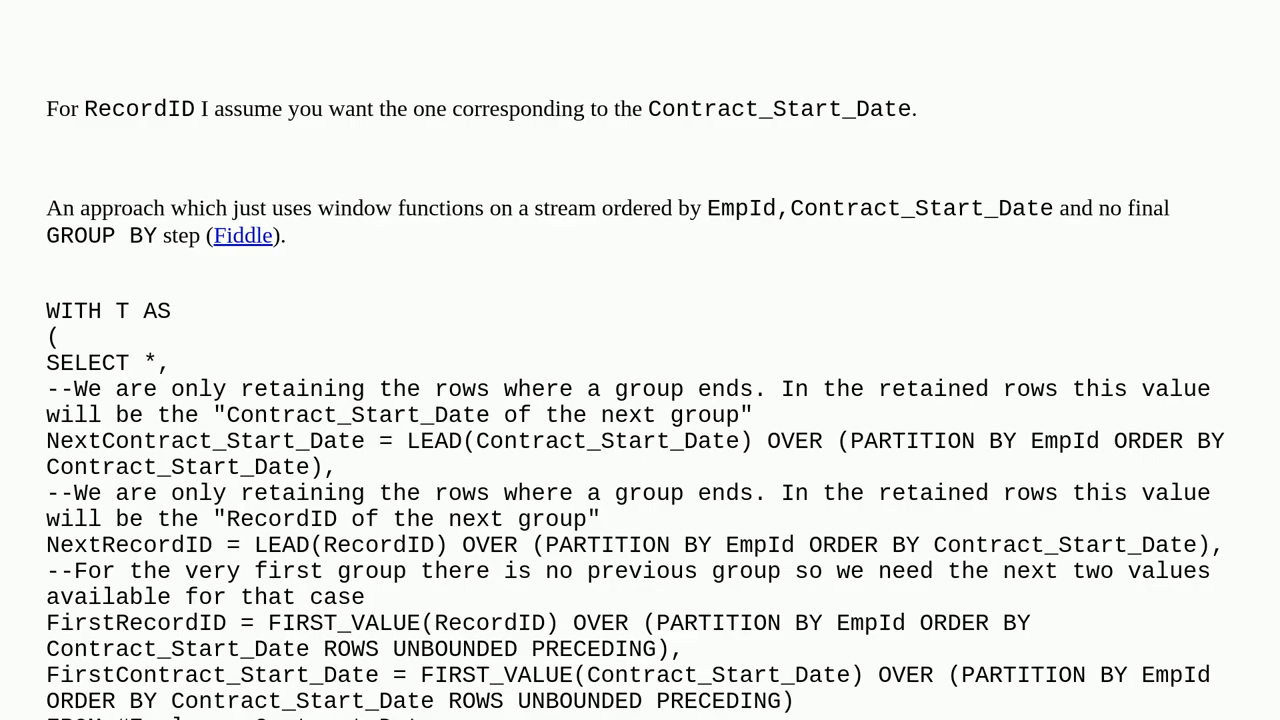 For RecordID I assume you want the one corresponding to the Contract_Start_Date.
An approach which just uses window functions on a stream ordered by EmpId,Contract_Start_Date and no final
GROUP BY step (Fiddle).
WITH T AS
(
SELECT *,
--We are only retaining the rows where a group ends. In the retained rows this value
will be the "Contract_Start_Date of the next group"
NextContract_Start_Date = LEAD(Contract_Start_Date) OVER (PARTITION BY EmpId ORDER BY
Contract_Start_Date),
--We are only retaining the rows where a group ends. In the retained rows this value
will be the "RecordID of the next group"
NextRecordID = LEAD(RecordID) OVER (PARTITION BY EmpId ORDER BY Contract_Start_Date),
--For the very first group there is no previous group so we need the next two values
available for that case
FirstRecordID = FIRST_VALUE(RecordID) OVER (PARTITION BY EmpId ORDER BY
Contract_Start_Date ROWS UNBOUNDED PRECEDING),
FirstContract_Start_Date = FIRST_VALUE(Contract_Start_Date) OVER (PARTITION BY EmpId
ORDER BY Contract_Start_Date ROWS UNBOUNDED PRECEDING)